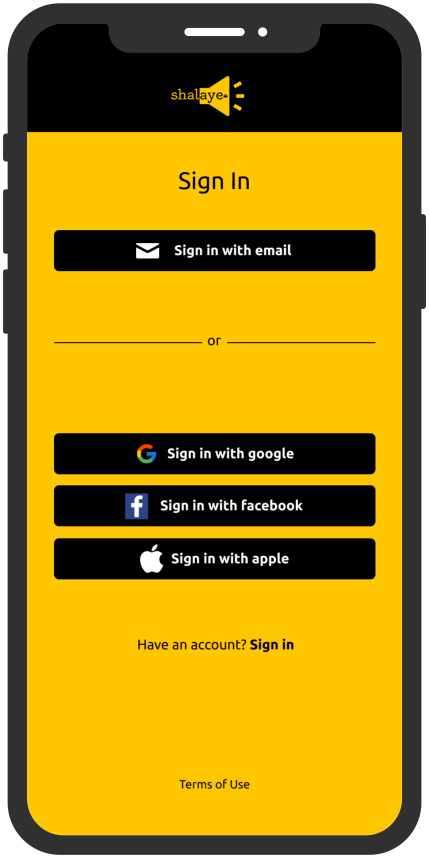 shalaye
Sign In
Sign in with email
or
Sign in with google
Sign in with facebook
Sign in with apple
Have an account? Sign in
Terms of Use